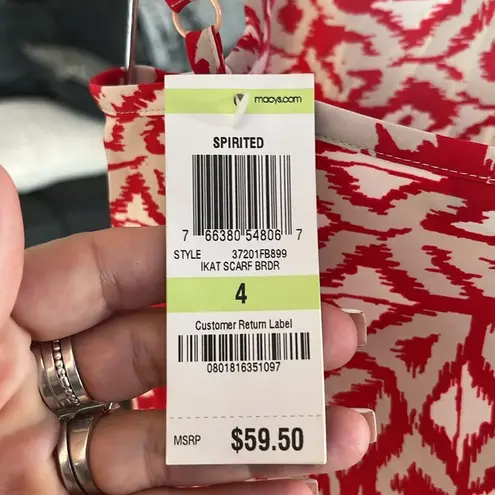 macys.com
SPIRITED
7 66380 54806 7
STYLE 37201FB899
IKAT SCARF BRDR
4
Customer Return Label
0801816351097
MSRP $59.50